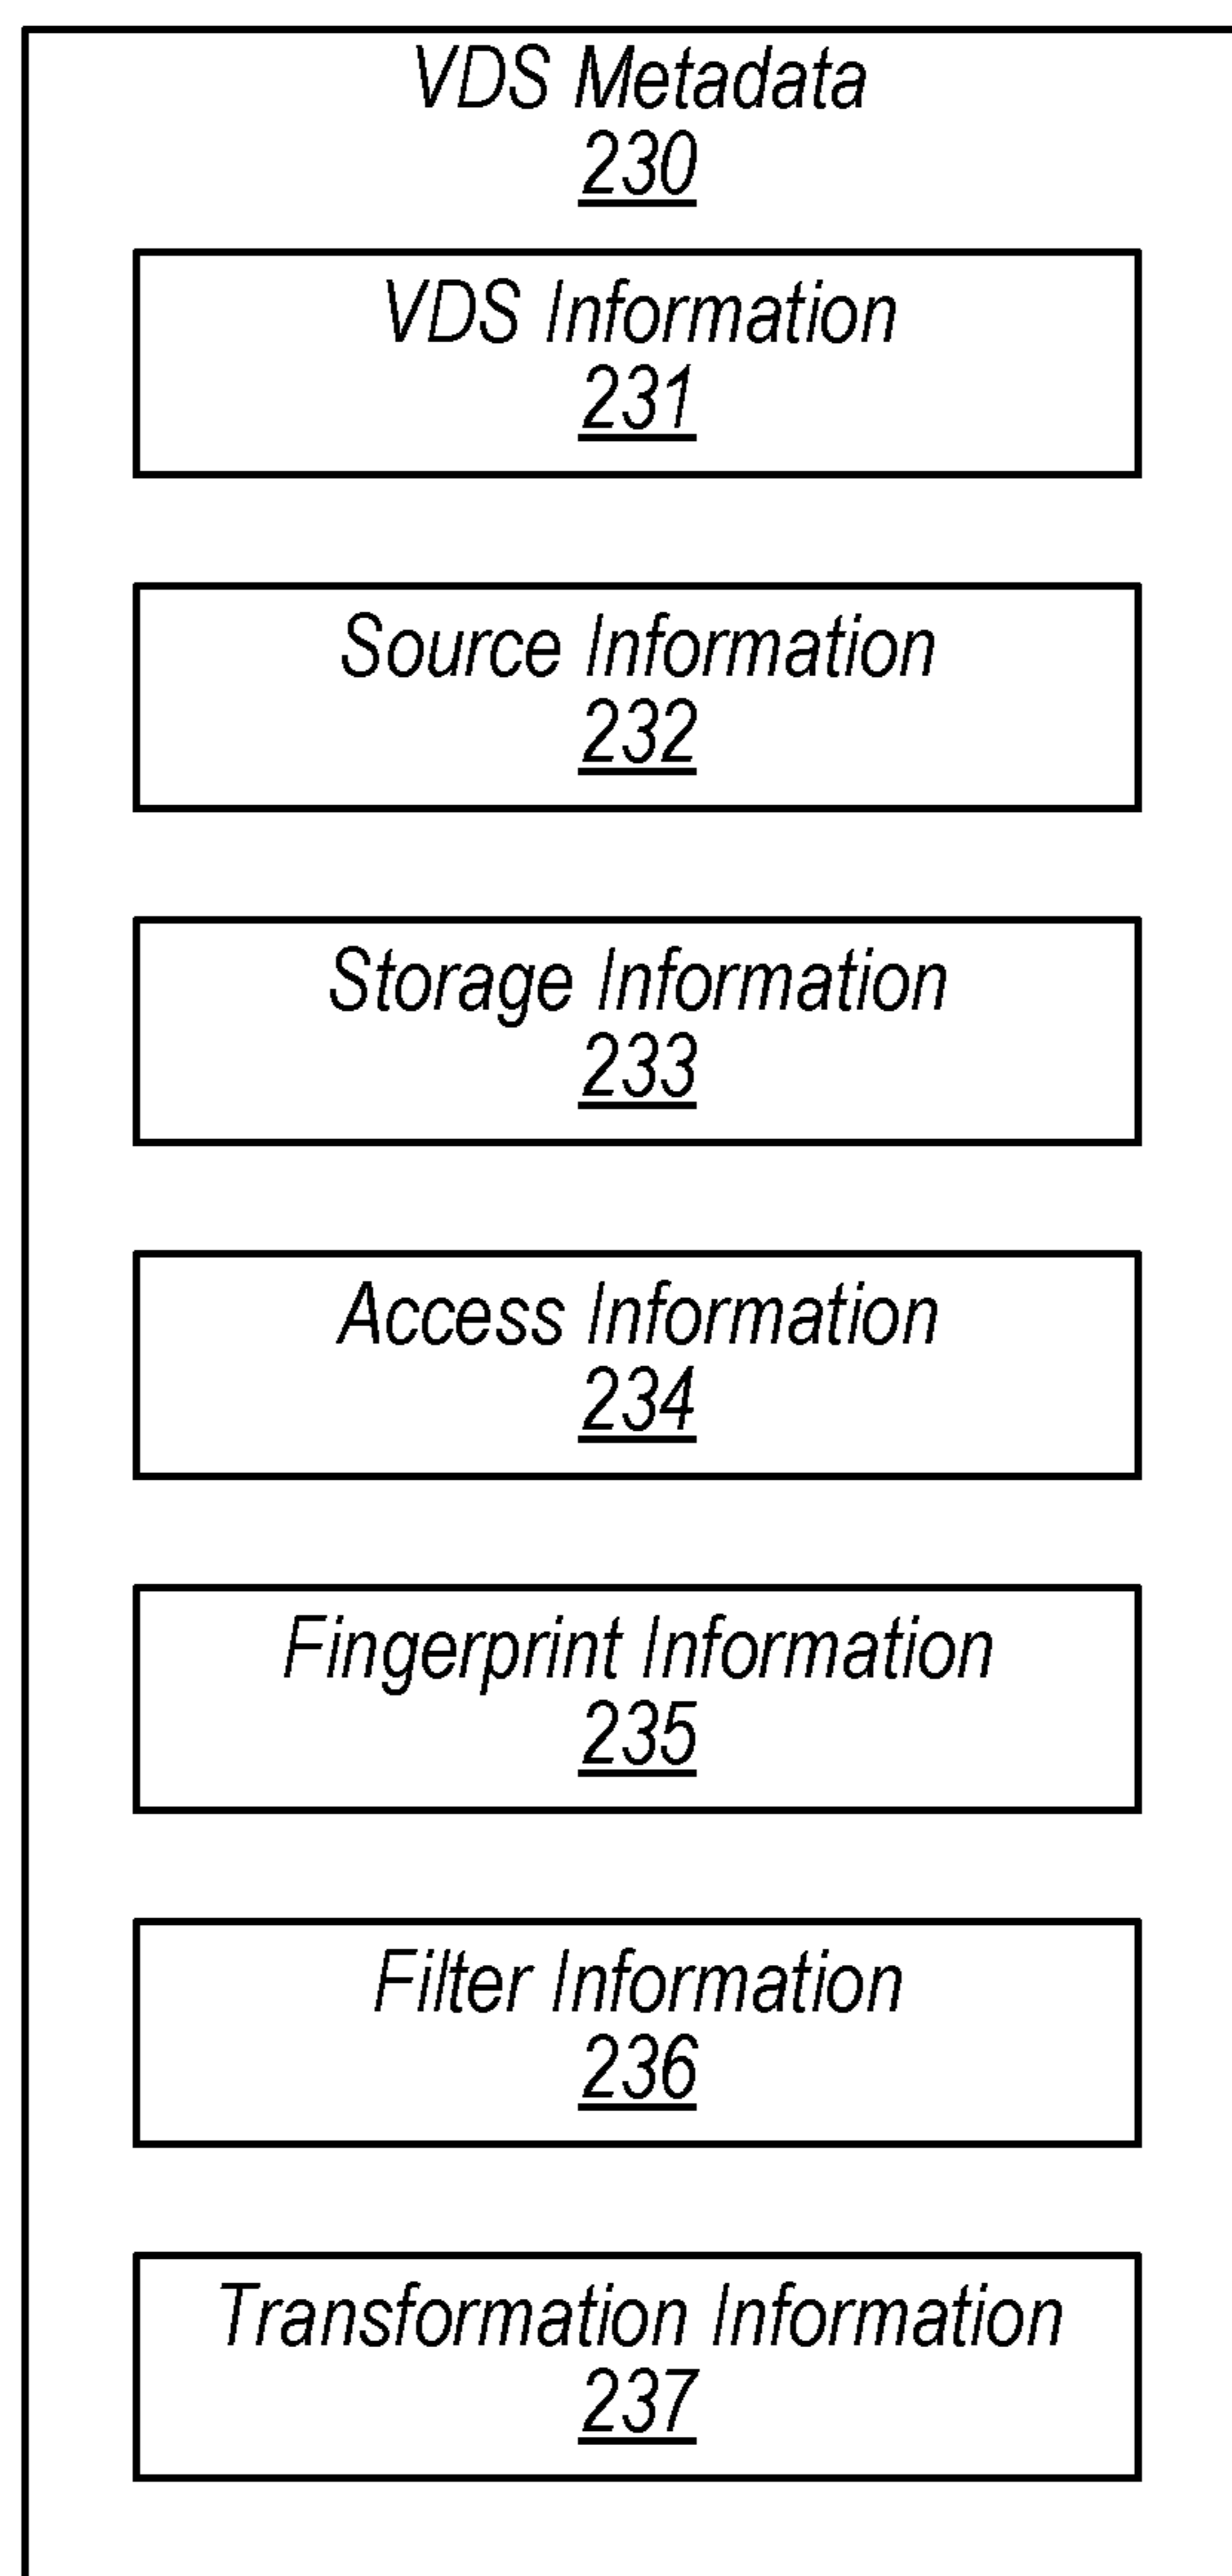 VDS Metadata
230
VDS Information
231
Source Information
232
Storage Information
233
Access Information
234
Fingerprint Information
235
Filter Information
236
Transformation Information
237